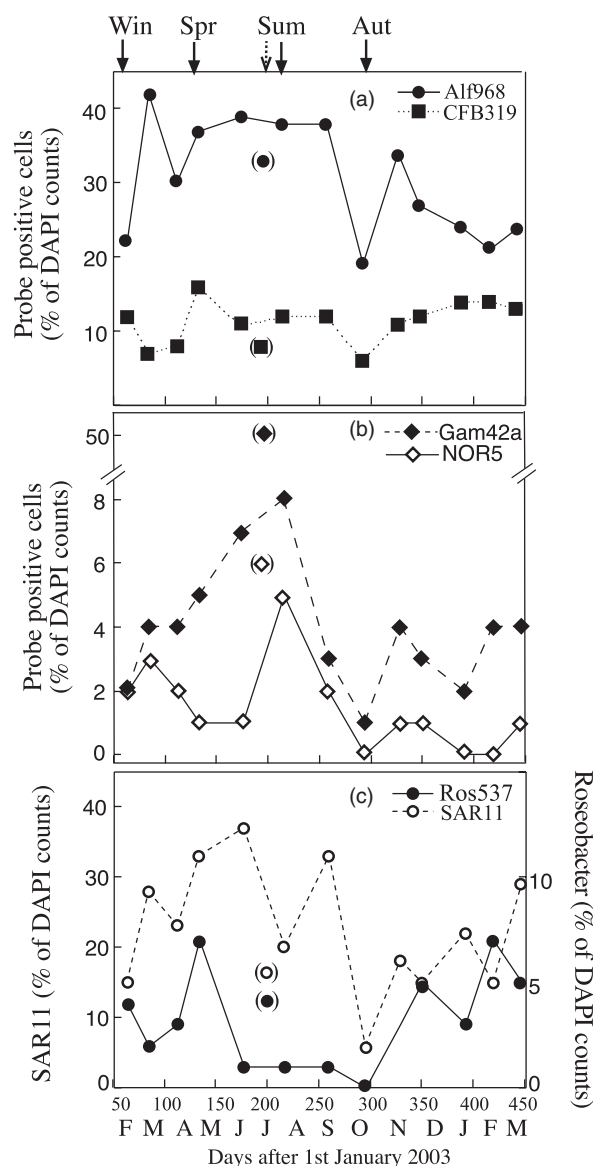 Win Spr Sum Aut
(a)
Alf968
CFB319
40
30
20
10
Probe positive cells
(% of DAPI counts)
(b)
Gam42a
NOR5
50
8
6
4
2
0
Probe positive cells
(% of DAPI counts)
(c)
Ros537
SAR11
40
30
20
10
0
SAR11 (% of DAPI counts)
10
5
0
Roseobacter (% of DAPI counts)
50 100 150 200 250 300 350 400 450
F M A M J J A S O N D J F M
Days after 1st January 2003